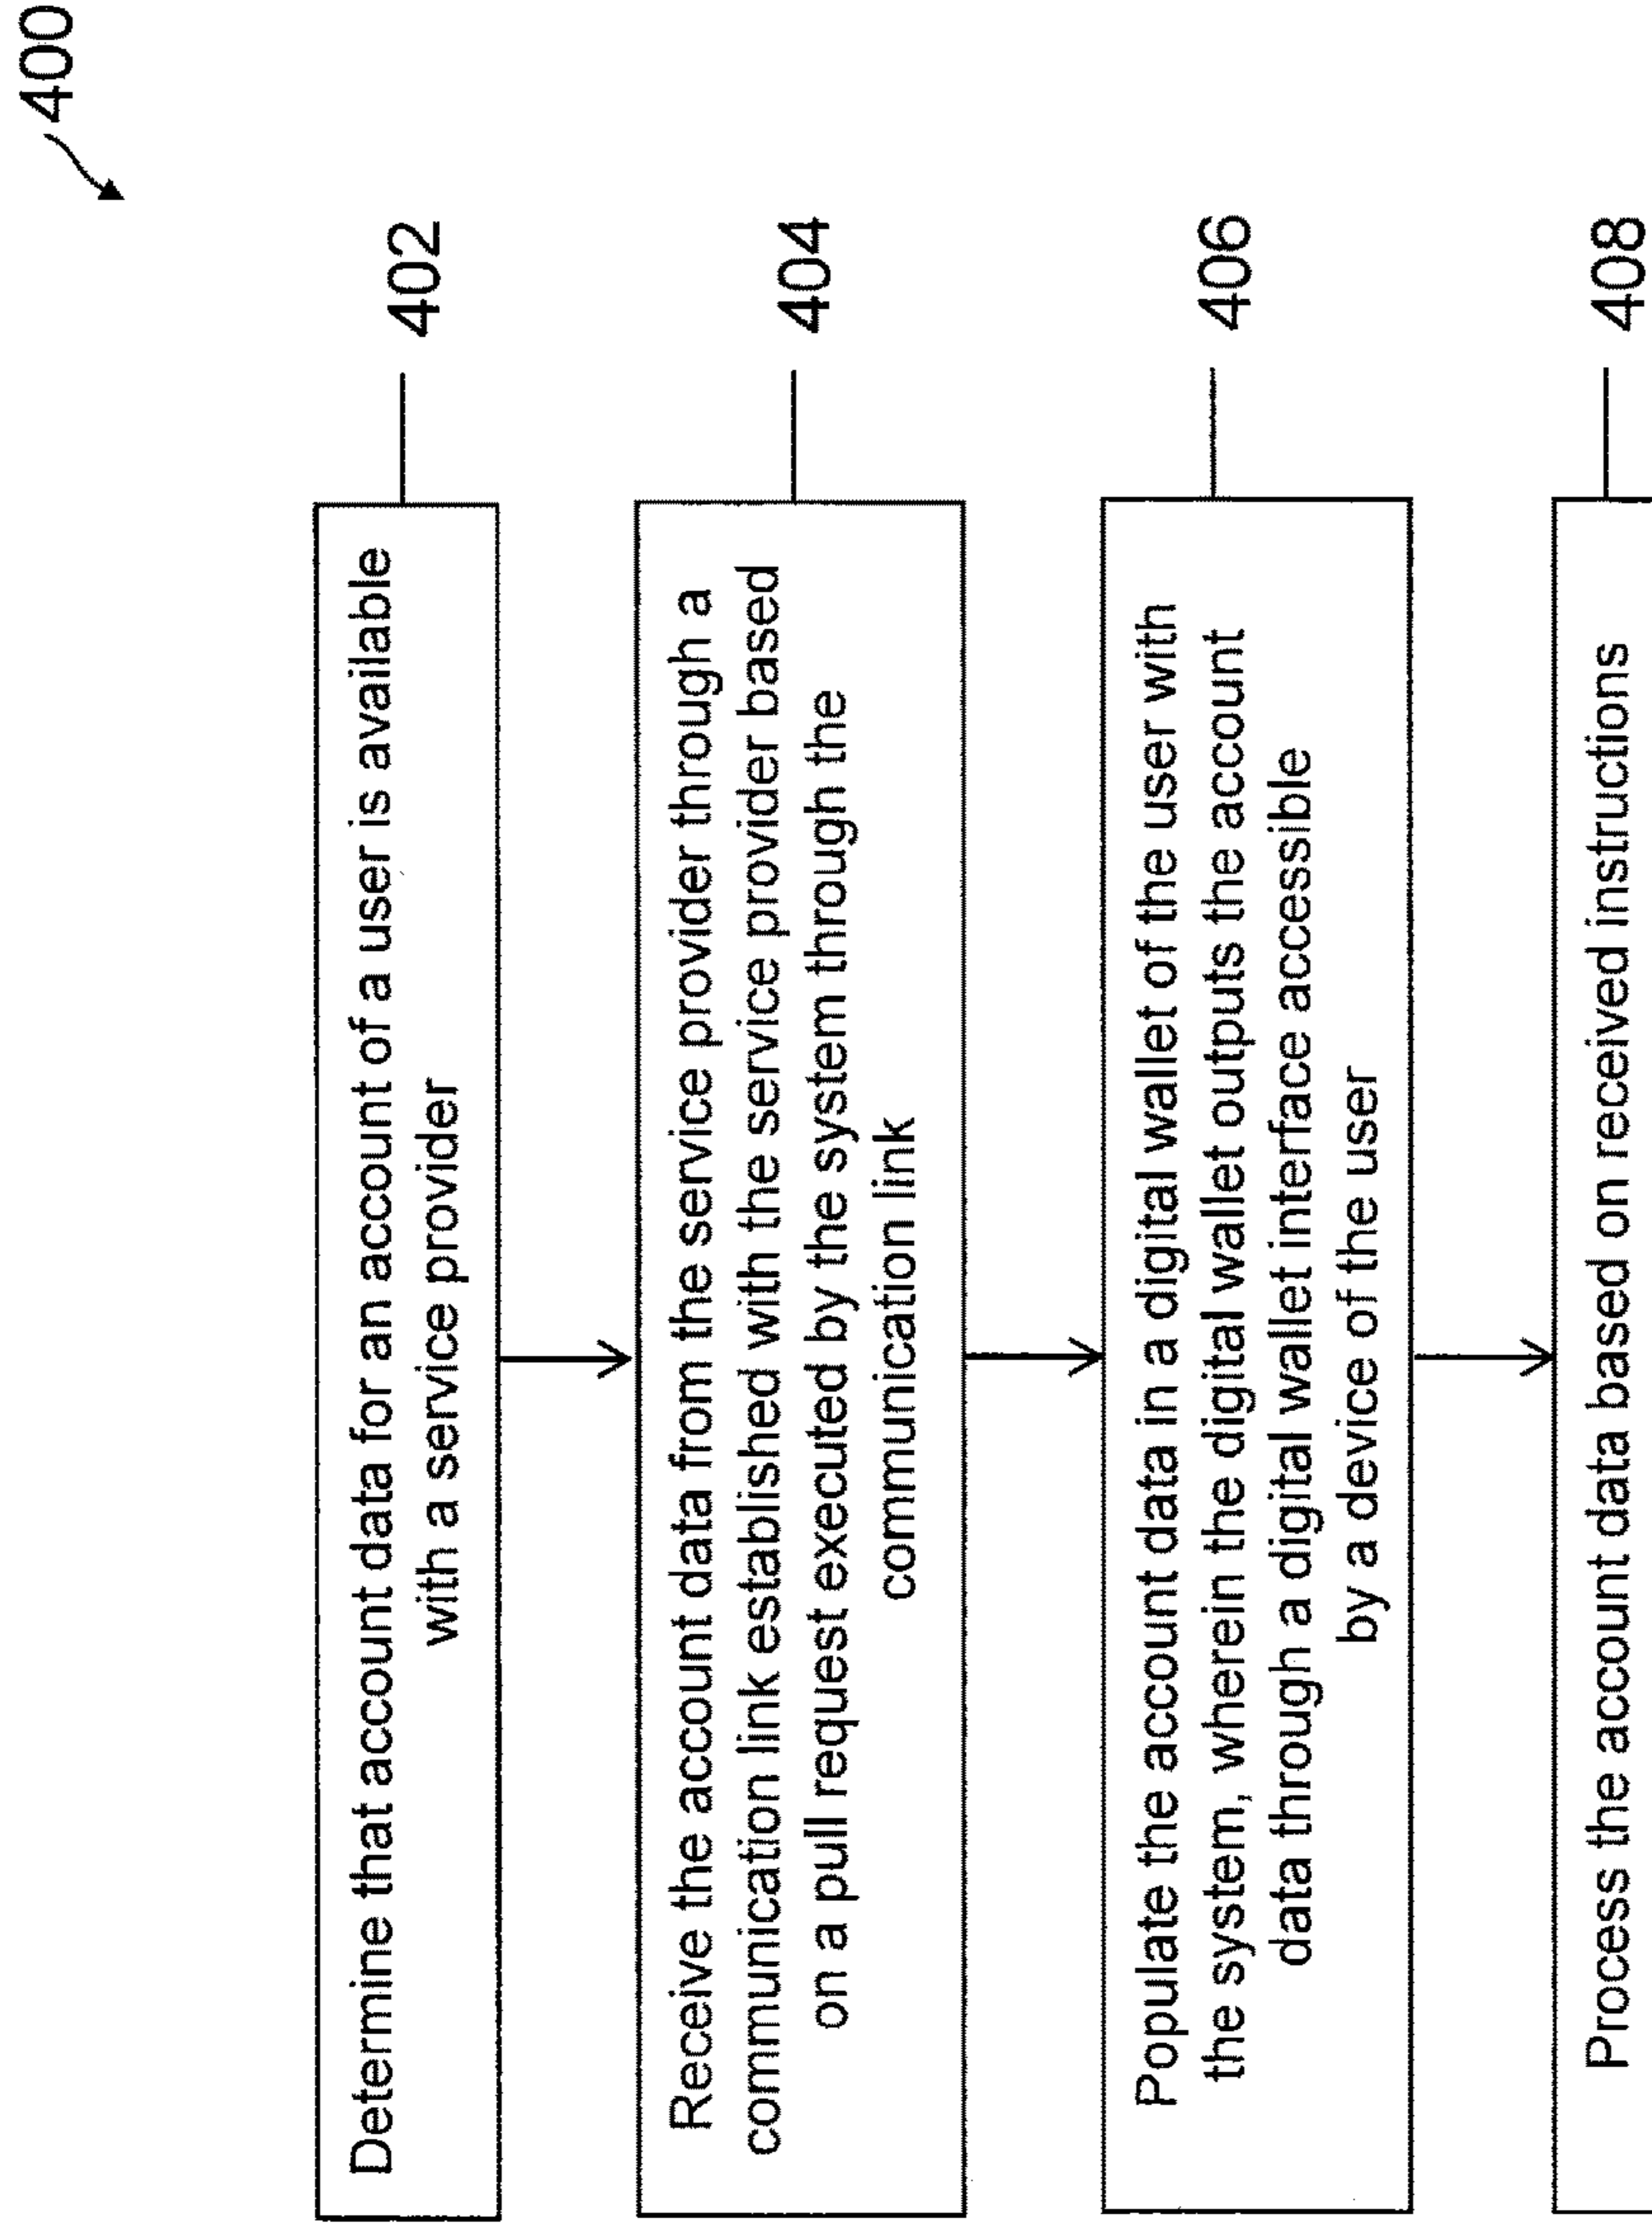 400
Determine that account data for an account of a user is available
with a service provider
402
Receive the account data from the service provider through a
communication link established with the service provider based
on a pull request executed by the system through the
communication link
404
Populate the account data in a digital wallet of the user with
the system, wherein the digital wallet outputs the account
data through a digital wallet interface accessible
by a device of the user
406
Process the account data based on received instructions
408